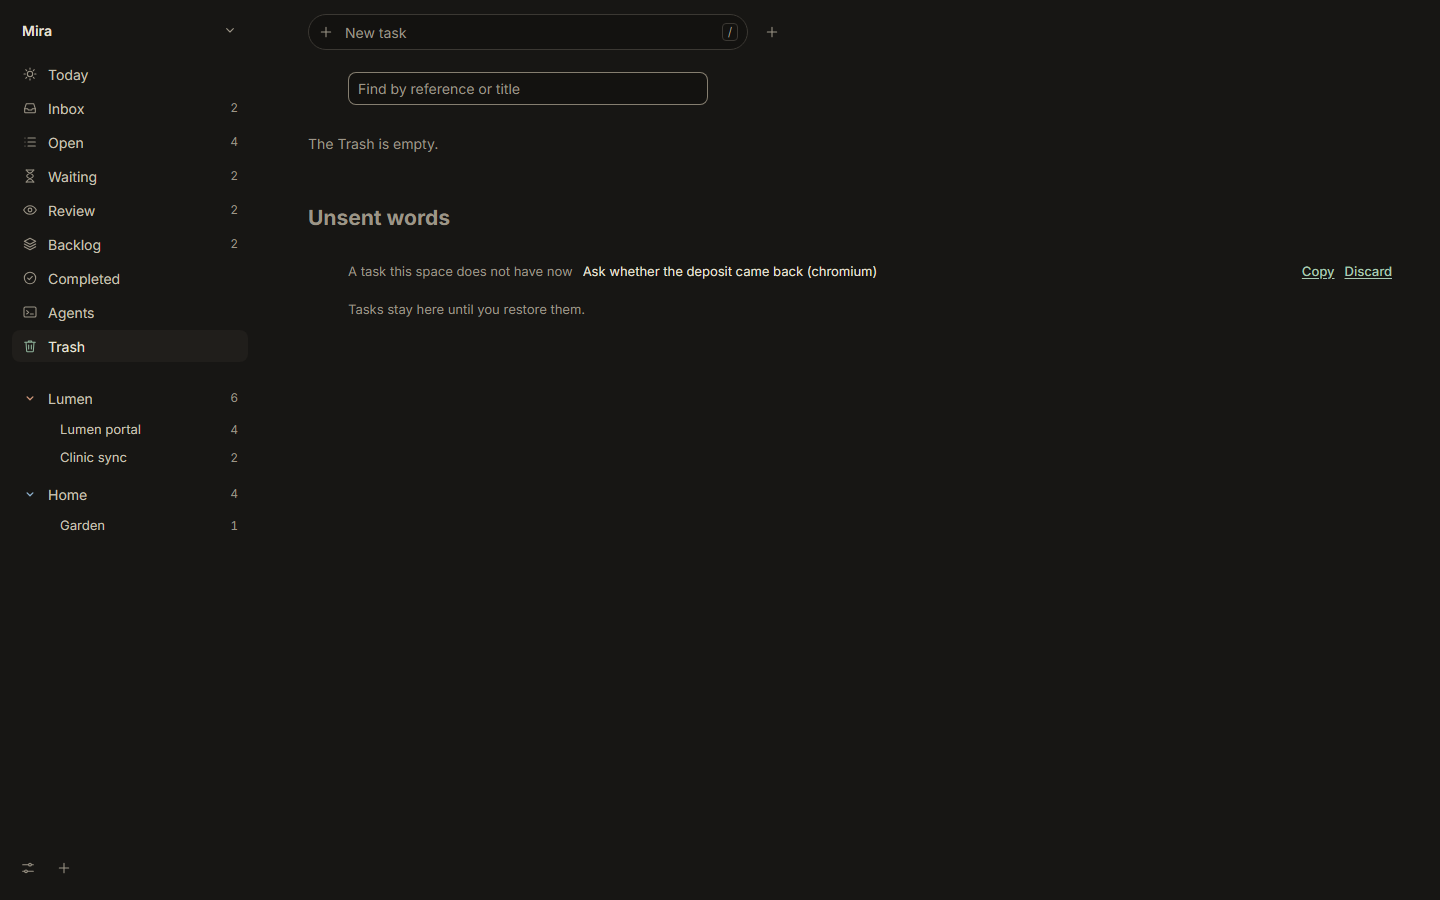 Mira
Today
Inbox 2
Open 4
Waiting 2
Review 2
Backlog 2
Completed
Agents
Trash
Lumen 6
Lumen portal 4
Clinic sync 2
Home 4
Garden 1
New task /
Find by reference or title
The Trash is empty.
Unsent words
A task this space does not have now Ask whether the deposit came back (chromium) Copy Discard
Tasks stay here until you restore them.